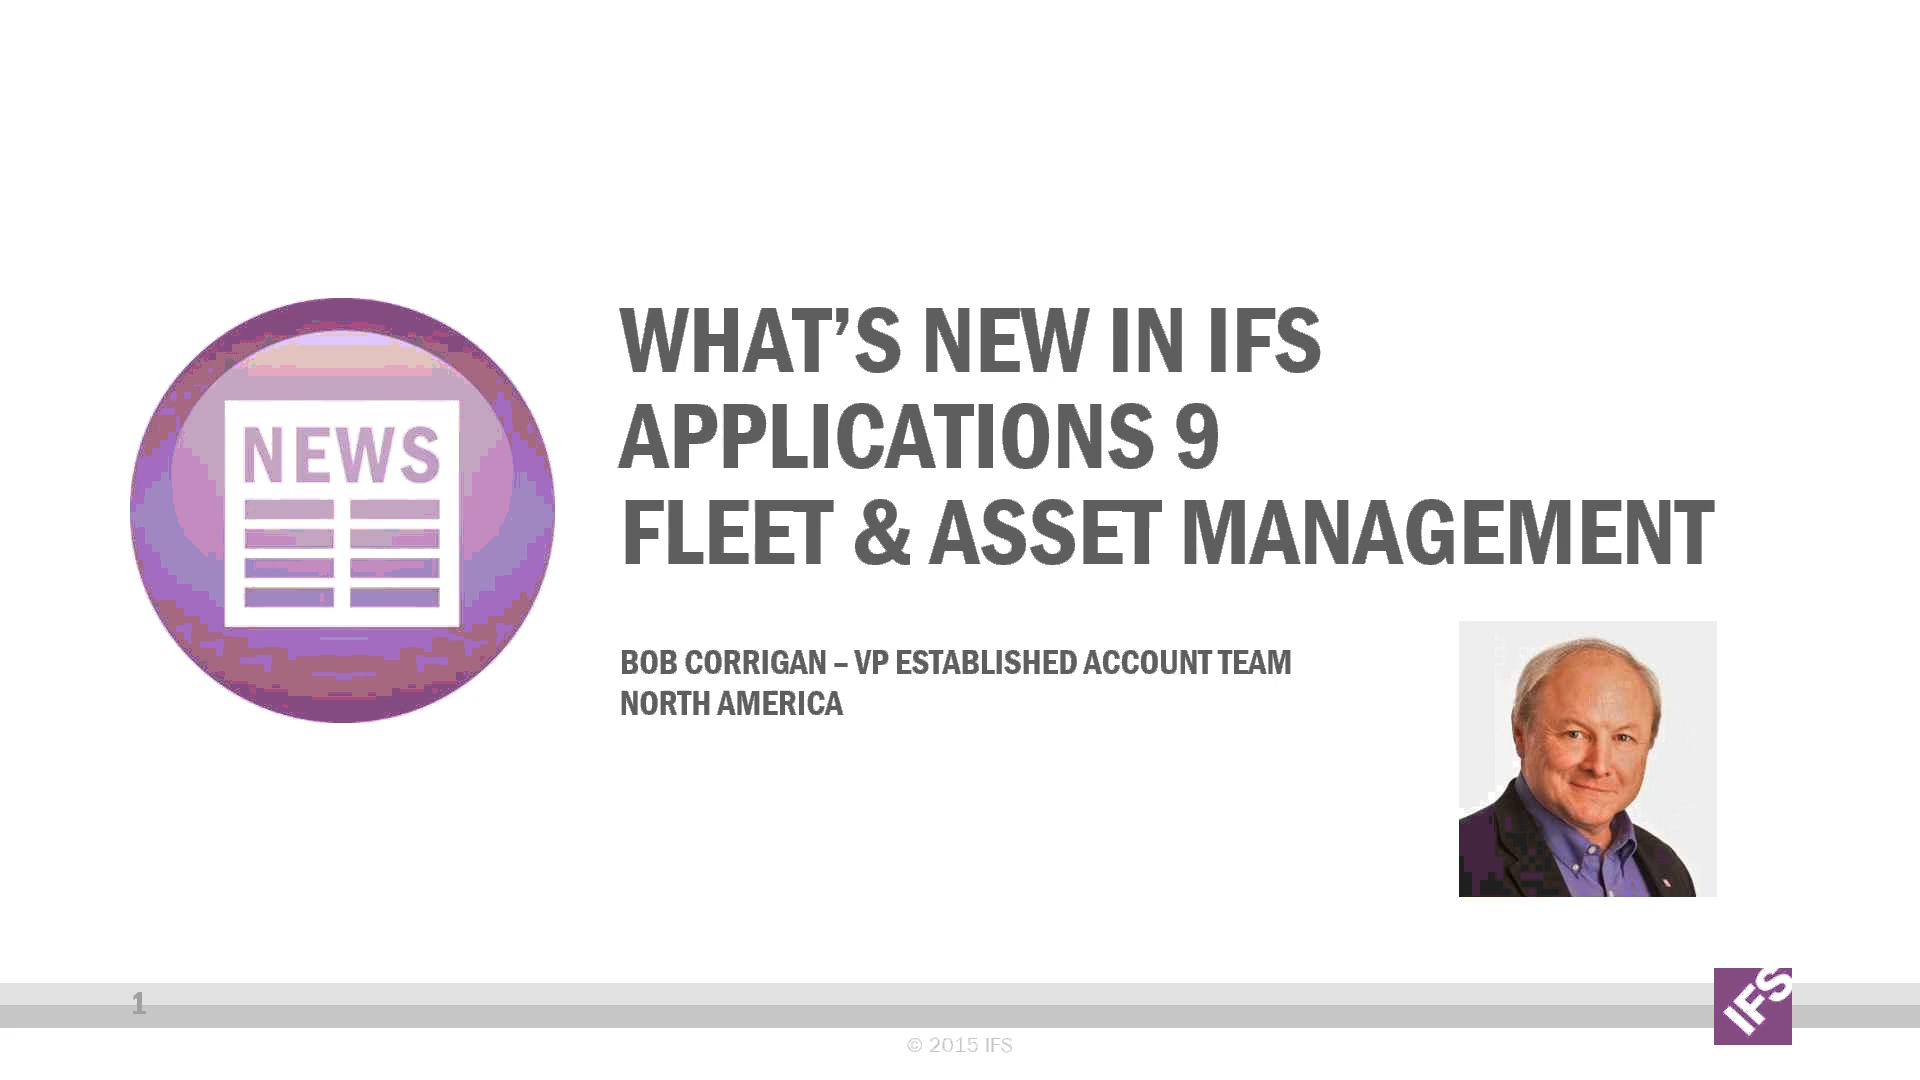 NEWS
WHAT’S NEW IN IFS
APPLICATIONS 9
FLEET & ASSET MANAGEMENT
BOB CORRIGAN – VP ESTABLISHED ACCOUNT TEAM
NORTH AMERICA
1
IFS
© 2015 IFS